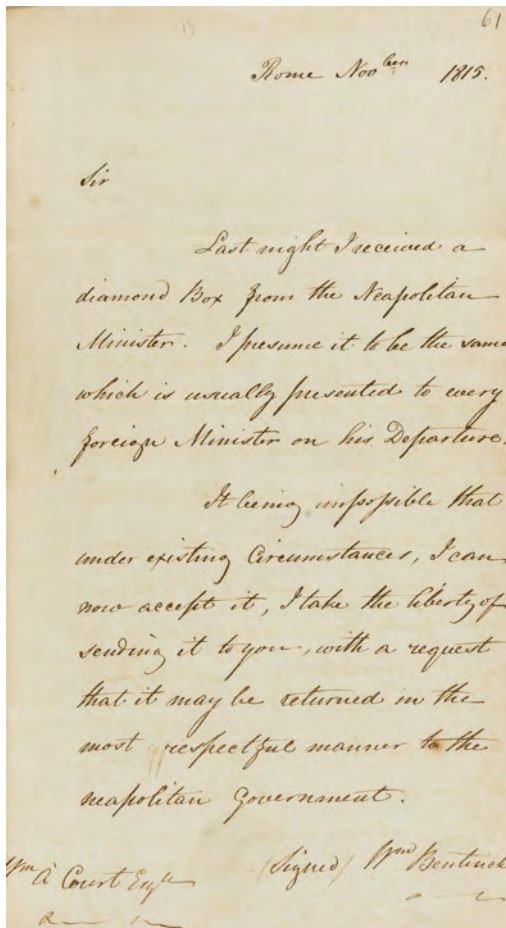 61
Rome Nov ber 1815.
Sir
Last night I received a
diamond Box from the Neapolitan
Minister. I presume it to be the same
which is usually presented to every
foreign Minister on his Departure.
It being impossible that
under existing Circumstances, I can
now accept it, I take the liberty of
sending it to you, with a request
that it may be returned in the
most respectful manner to the
neapolitan Government.
(Signed) Wm Bentinck
Wm A' Court Esqre